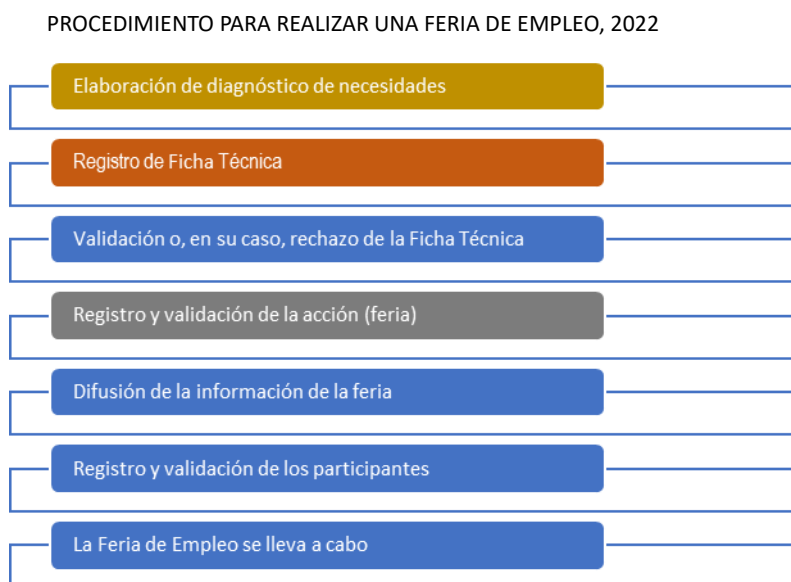 PROCEDIMIENTO PARA REALIZAR UNA FERIA DE EMPLEO, 2022
Elaboración de diagnóstico de necesidades
Registro de Ficha Técnica
Validación o, en su caso, rechazo de la Ficha Técnica
Registro y validación de la acción (feria)
Difusión de la información de la feria
Registro y validación de los participantes
La Feria de Empleo se lleva a cabo